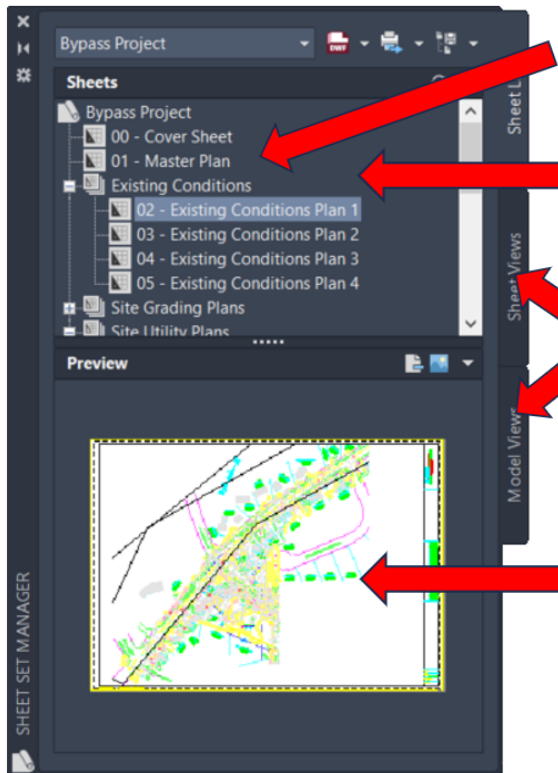 Bypass Project
DWF
Sheets
Bypass Project
00 - Cover Sheet
01 - Master Plan
Existing Conditions
02 - Existing Conditions Plan 1
03 - Existing Conditions Plan 2
04 - Existing Conditions Plan 3
05 - Existing Conditions Plan 4
Site Grading Plans
Site Utility Plans
Preview
Sheet L
Sheet Views
Model Views
SHEET SET MANAGER